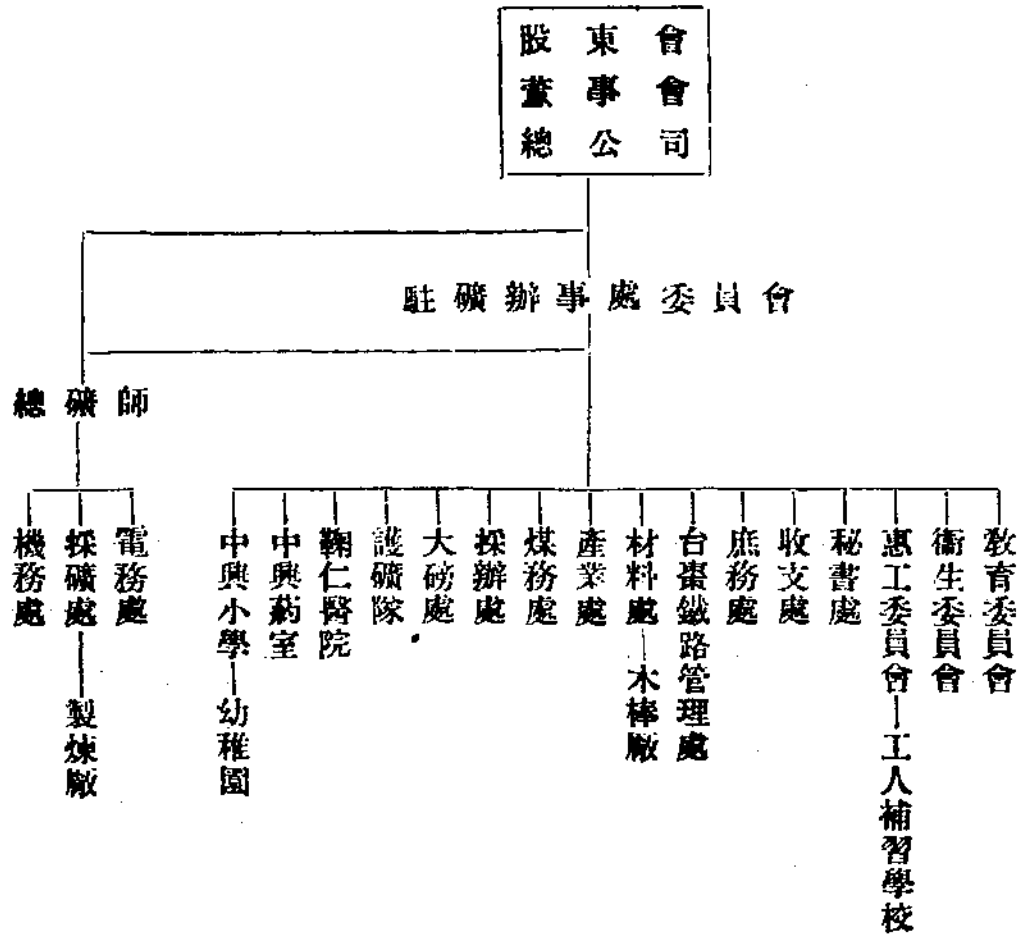 股東會
董事會
總公司
駐礦辦事處委員會
總礦師
機務處
採礦處
製煉廠
電務處
中興小學
幼稚園
中興藥室
鞠仁醫院
護礦隊
大磅處
採辦處
煤務處
產業處
材料處
木棒廠
台棗鐵路管理處
庶務處
收支處
秘書處
惠工委員會
工人補習學校
衞生委員會
敎育委員會